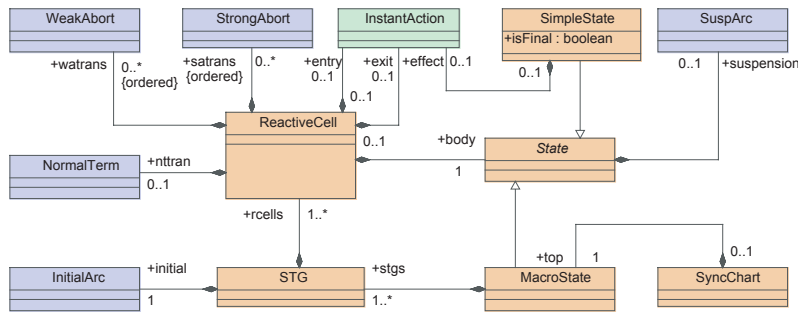 WeakAbort
StrongAbort
InstantAction
SimpleState
SuspArc
+isFinal : boolean
+watrans
0..*
{ordered}
+satrans
{ordered}
0..*
+entry
0..1
+exit
0..1
+effect
0..1
0..1
0..1
+suspension
0..1
0..1
ReactiveCell
+body
1
State
NormalTerm
+nttran
0..1
+rcells
1..*
InitialArc
+initial
1
STG
+stgs
1..*
+top
1
MacroState
0..1
SyncChart